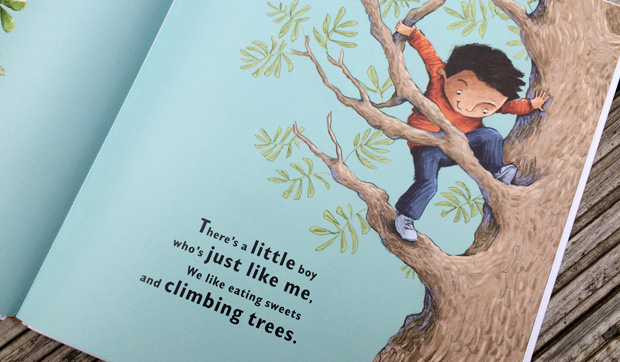 There's a little boy
who's just like me,
We like eating sweets
and climbing trees.